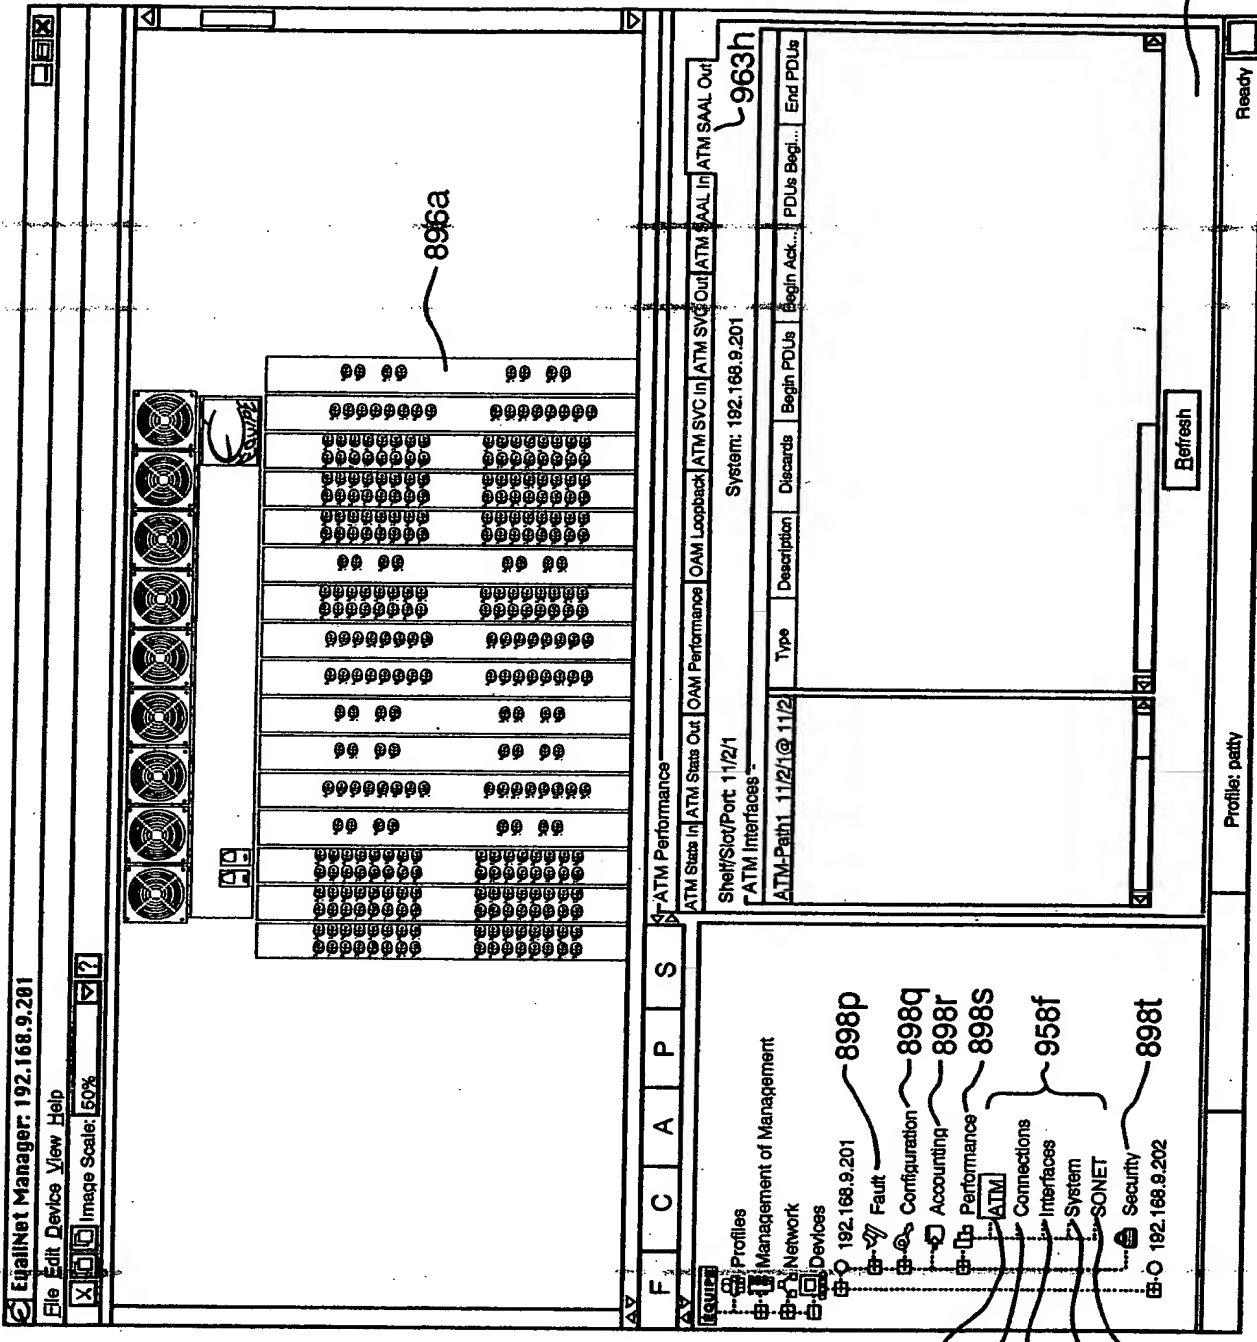 EuailNet Manager: 192.168.9.201
File Edit Device View Help
X Image Scale: 50% ?
896a
F C A P S
EQUIPE
Profiles
Management of Management
Network
Devices
192.168.9.201
Fault
Configuration
Accounting
Performance
ATM
Connections
Interfaces
System
SONET
Security
192.168.9.202
898p
898q
898r
898s
958f
898t
ATM Performance
ATM Stats In ATM Stats Out OAM Performance OAM Loopback ATM SVC In ATM SVC Out ATM SAAL In ATM SAAL Out
963h
Shelf/Slot/Port: 11/2/1 System: 192.168.9.201
ATM Interfaces
ATM-Path1_11/2/1@ 11/2/
Type Description Discards Begin PDUs Begin Ack... PDUs Begi... End PDUs
Refresh
Profile: patty Ready